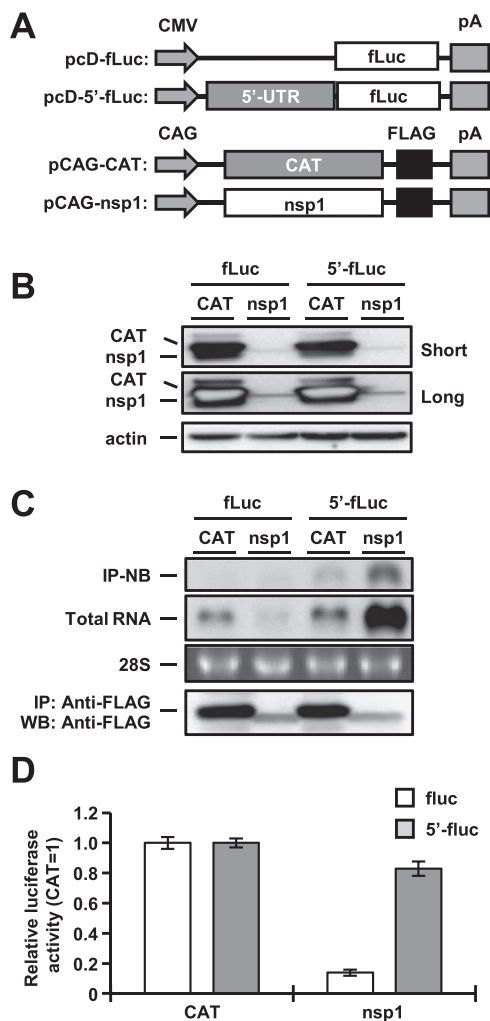 A
CMV
pA
pcD-fLuc:
fLuc
pcD-5’-fLuc:
5’-UTR
fLuc
CAG
FLAG
pA
pCAG-CAT:
CAT
pCAG-nsp1:
nsp1
B
fLuc
5’-fLuc
CAT
nsp1
CAT
nsp1
CAT
nsp1
Short
CAT
nsp1
Long
actin
C
fLuc
5’-fLuc
CAT
nsp1
CAT
nsp1
IP-NB
Total RNA
28S
IP: Anti-FLAG
WB: Anti-FLAG
D
fluc
5’-fluc
Relative luciferase
activity (CAT=1)
1.2
1.0
0.8
0.6
0.4
0.2
0
CAT
nsp1